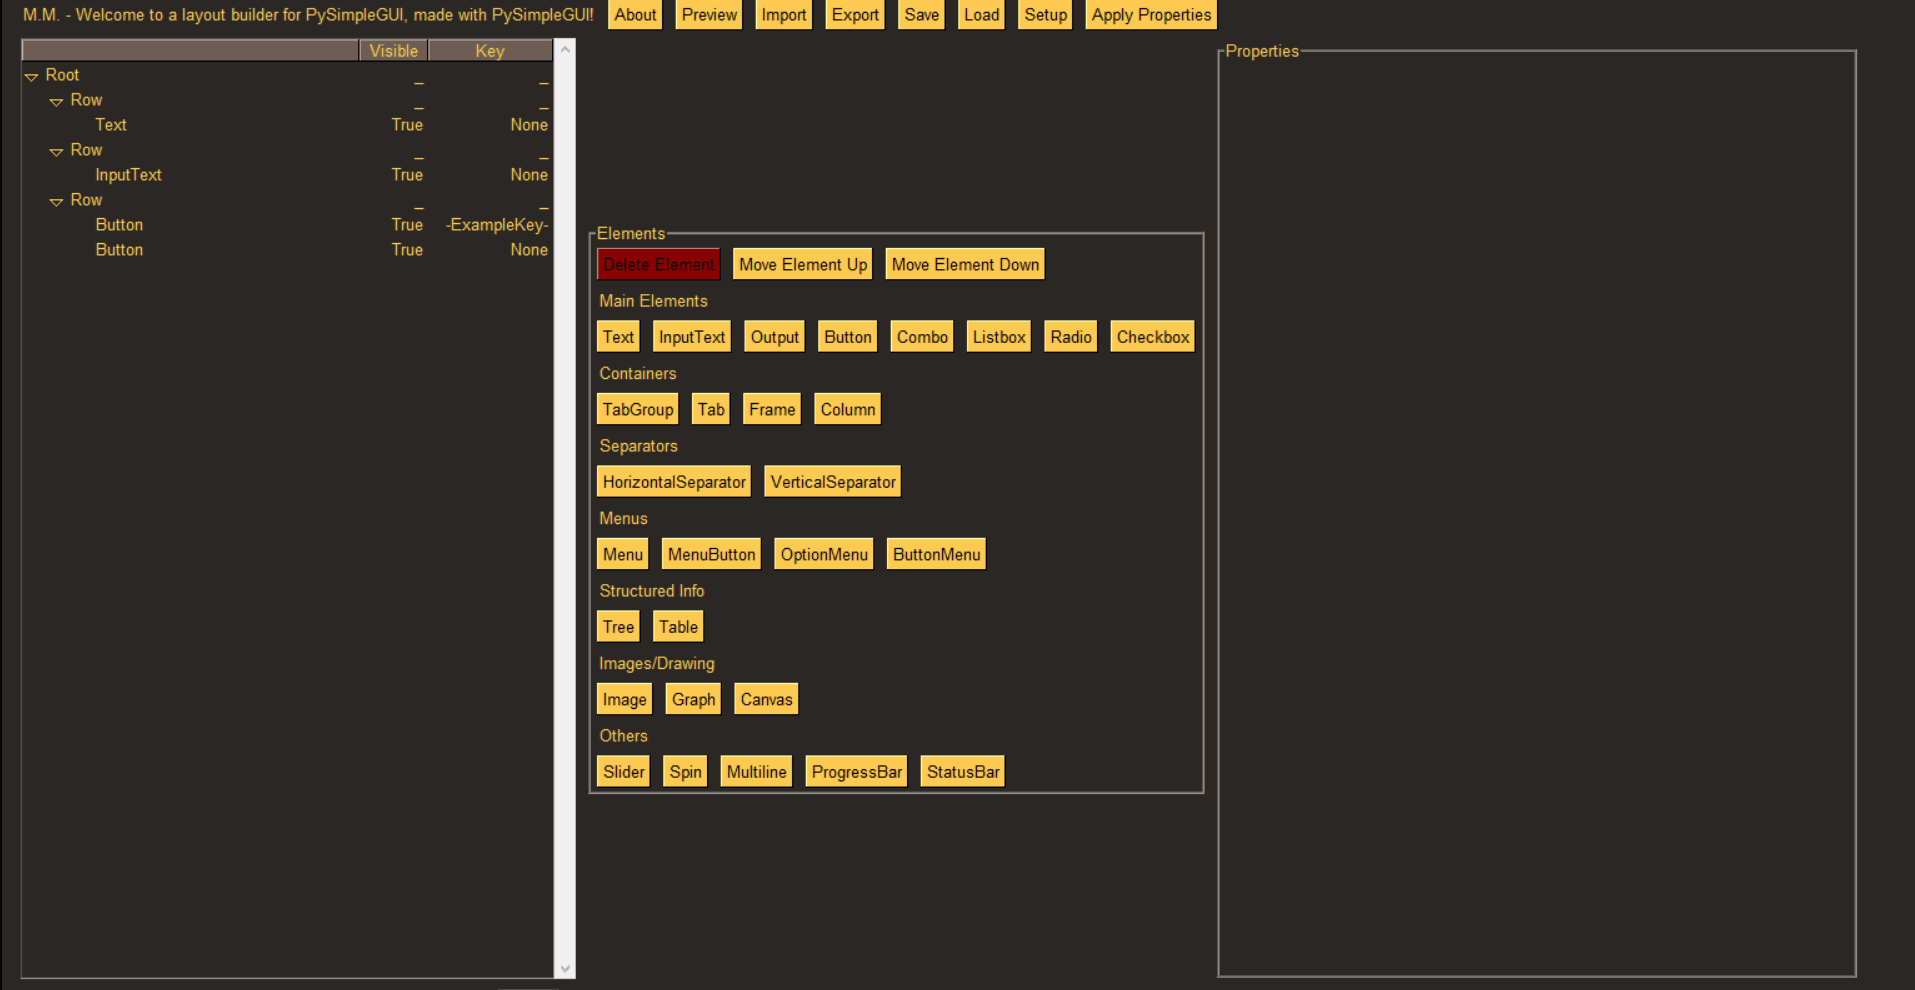 M.M. - Welcome to a layout builder for PySimpleGUI, made with PySimpleGUI! About Preview Import Export Save Load Setup Apply Properties
Visible Key
Root _ _
Row _ _
Text True None
Row _ _
InputText True None
Row _ _
Button True -ExampleKey-
Button True None
Elements
Delete Element Move Element Up Move Element Down
Main Elements
Text InputText Output Button Combo Listbox Radio Checkbox
Containers
TabGroup Tab Frame Column
Separators
HorizontalSeparator VerticalSeparator
Menus
Menu MenuButton OptionMenu ButtonMenu
Structured Info
Tree Table
Images/Drawing
Image Graph Canvas
Others
Slider Spin Multiline ProgressBar StatusBar
Properties